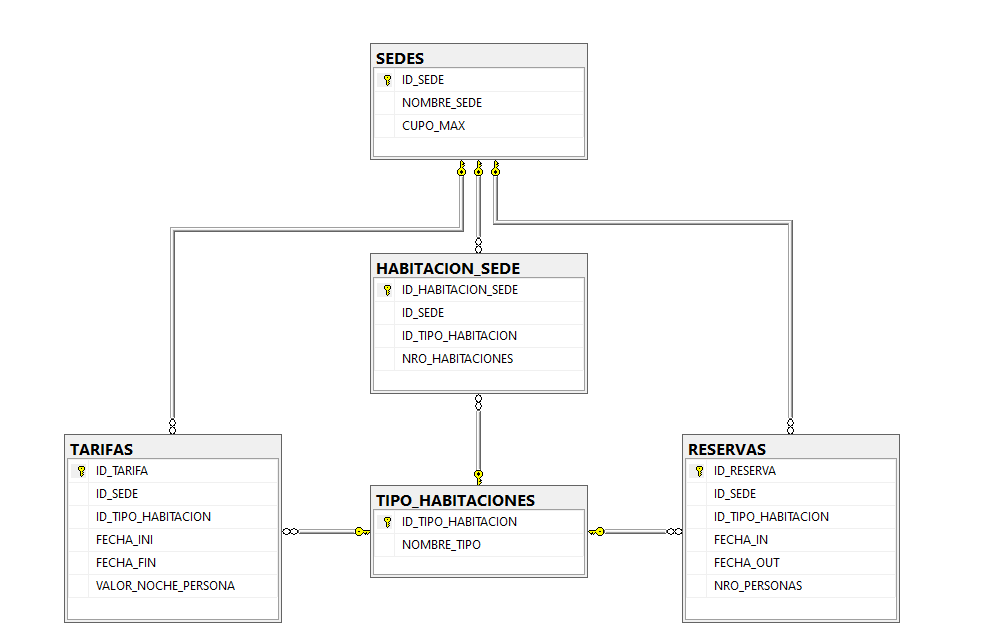 SEDES
ID_SEDE
NOMBRE_SEDE
CUPO_MAX
HABITACION_SEDE
ID_HABITACION_SEDE
ID_SEDE
ID_TIPO_HABITACION
NRO_HABITACIONES
TARIFAS
ID_TARIFA
ID_SEDE
ID_TIPO_HABITACION
FECHA_INI
FECHA_FIN
VALOR_NOCHE_PERSONA
TIPO_HABITACIONES
ID_TIPO_HABITACION
NOMBRE_TIPO
RESERVAS
ID_RESERVA
ID_SEDE
ID_TIPO_HABITACION
FECHA_IN
FECHA_OUT
NRO_PERSONAS